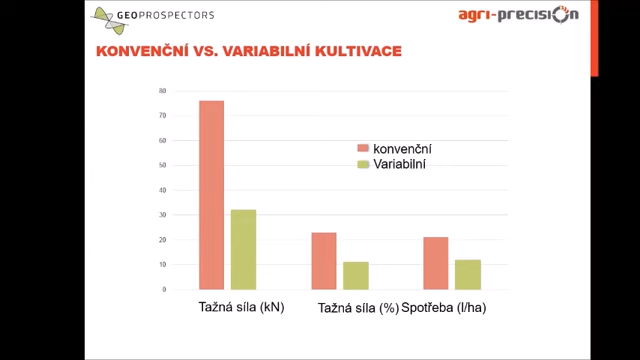 GEOPROSPECTORS
agri-precision
KONVENČNÍ VS. VARIABILNÍ KULTIVACE
80
70
60
50
40
30
20
10
0
konvenční
Variabilní
Tažná síla (kN)
Tažná síla (%)
Spotřeba (l/ha)